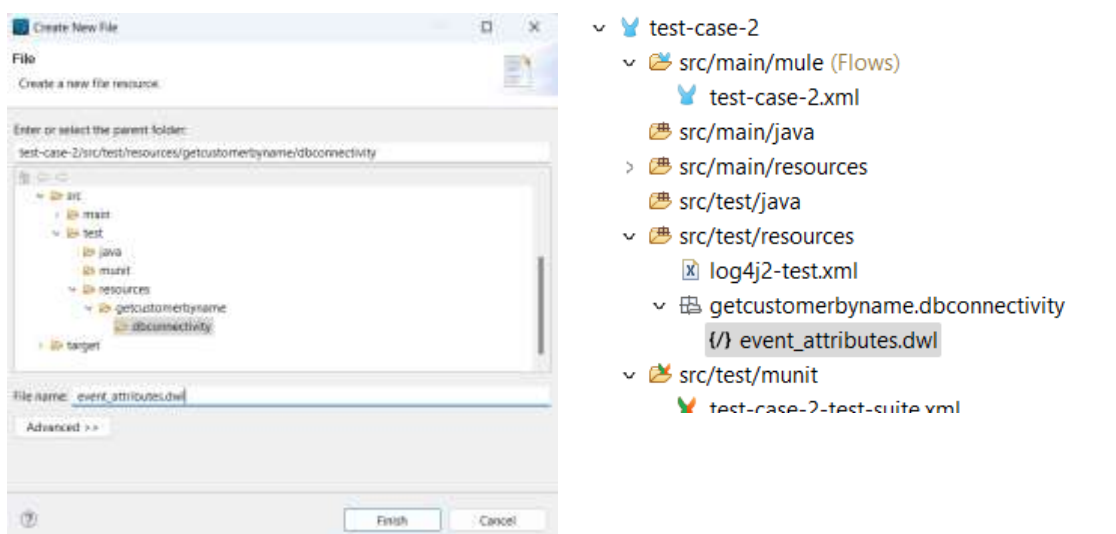 Create New File
File
Create a new file resource.
Enter or select the parent folder:
test-case-2/src/test/resources/getcustomerbyname/dbconnectivity
src
main
test
java
munit
resources
getcustomerbyname
dbconnectivity
target
File name: event_attributes.dwl
Advanced >>
Finish
Cancel
test-case-2
src/main/mule (Flows)
test-case-2.xml
src/main/java
src/main/resources
src/test/java
src/test/resources
log4j2-test.xml
getcustomerbyname.dbconnectivity
{/} event_attributes.dwl
src/test/munit
test-case-2-test-suite.xml